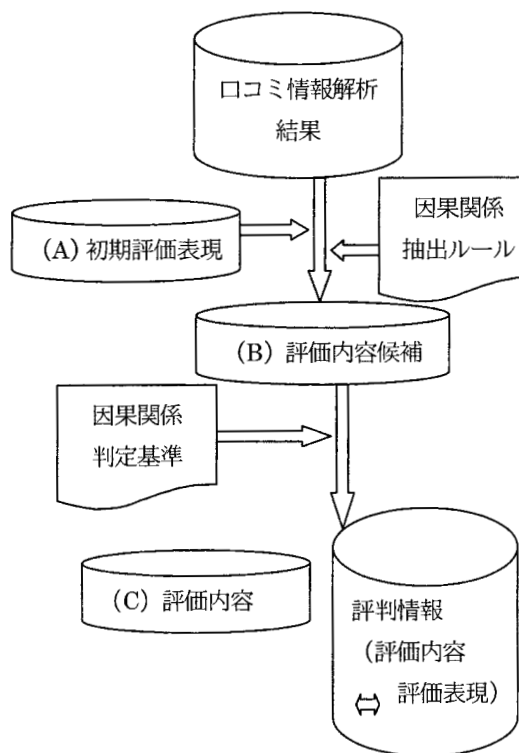 口コミ情報解析
結果
(A) 初期評価表現
因果関係
抽出ルール
(B) 評価内容候補
因果関係
判定基準
(C) 評価内容
評判情報
(評価内容
⇔ 評価表現)